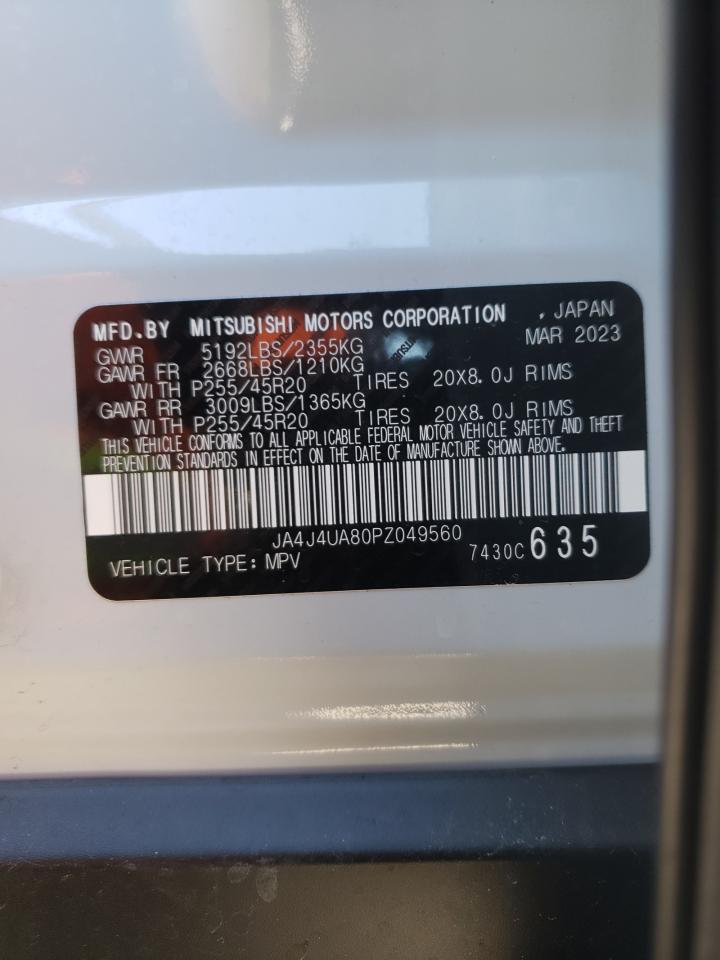 MFD.BY MITSUBISHI MOTORS CORPORATION , JAPAN
GWR 5192LBS/2355KG MAR 2023
GAWR FR 2668LBS/1210KG
WITH P255/45R20 TIRES 20X8.0J RIMS
GAWR RR 3009LBS/1365KG
WITH P255/45R20 TIRES 20X8.0J RIMS
THIS VEHICLE CONFORMS TO ALL APPLICABLE FEDERAL MOTOR VEHICLE SAFETY AND THEFT
PREVENTION STANDARDS IN EFFECT ON THE DATE OF MANUFACTURE SHOWN ABOVE.
JA4J4UA80PZ049560
VEHICLE TYPE: MPV 7430C 635